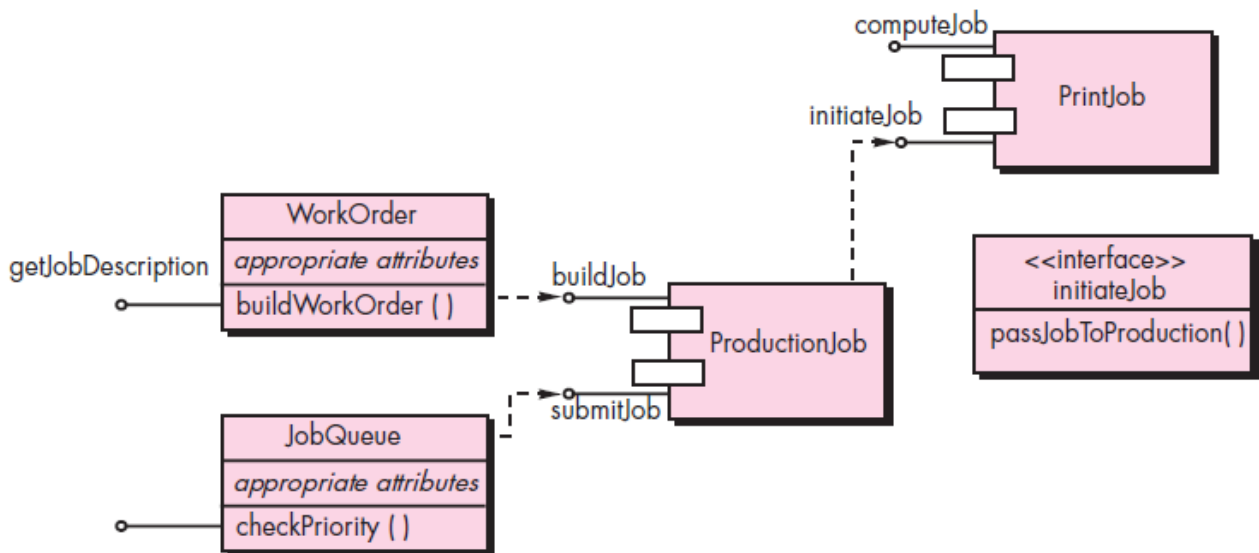 computeJob
PrintJob
initiateJob
WorkOrder
appropriate attributes
buildWorkOrder ( )
getJobDescription
buildJob
ProductionJob
submitJob
<<interface>>
initiateJob
passJobToProduction( )
JobQueue
appropriate attributes
checkPriority ( )